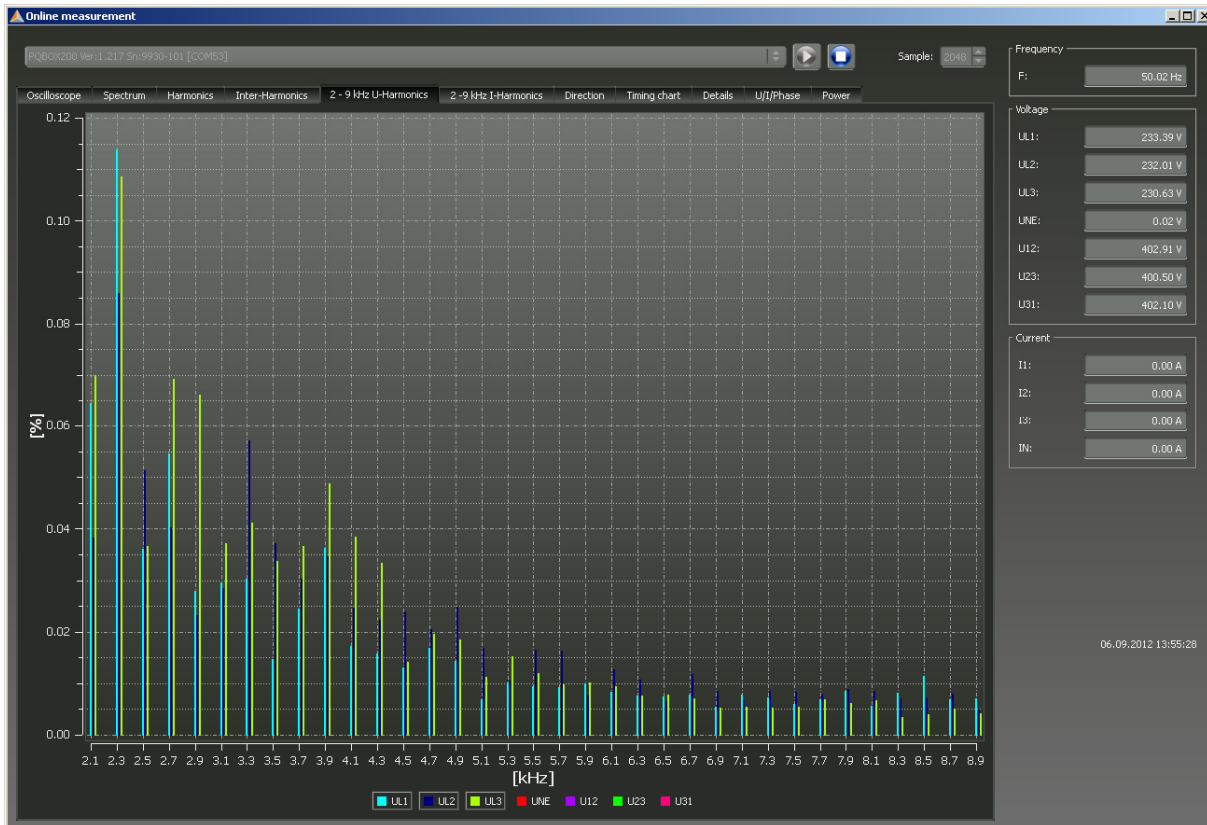 Online measurement
PQBOX200 Ver:1.217 Sn:9930-101 [COM53]
Sample: 2048
Oscilloscope Spectrum Harmonics Inter-Harmonics 2 - 9 kHz U-Harmonics 2 -9 kHz I-Harmonics Direction Timing chart Details U/I/Phase Power
0.12
0.10
0.08
0.06
0.04
0.02
0.00
[%]
2.1 2.3 2.5 2.7 2.9 3.1 3.3 3.5 3.7 3.9 4.1 4.3 4.5 4.7 4.9 5.1 5.3 5.5 5.7 5.9 6.1 6.3 6.5 6.7 6.9 7.1 7.3 7.5 7.7 7.9 8.1 8.3 8.5 8.7 8.9
[kHz]
UL1 UL2 UL3 UNE U12 U23 U31
Frequency
F: 50.02 Hz
Voltage
UL1: 233.39 V
UL2: 232.01 V
UL3: 230.63 V
UNE: 0.02 V
U12: 402.91 V
U23: 400.50 V
U31: 402.10 V
Current
I1: 0.00 A
I2: 0.00 A
I3: 0.00 A
IN: 0.00 A
06.09.2012 13:55:28